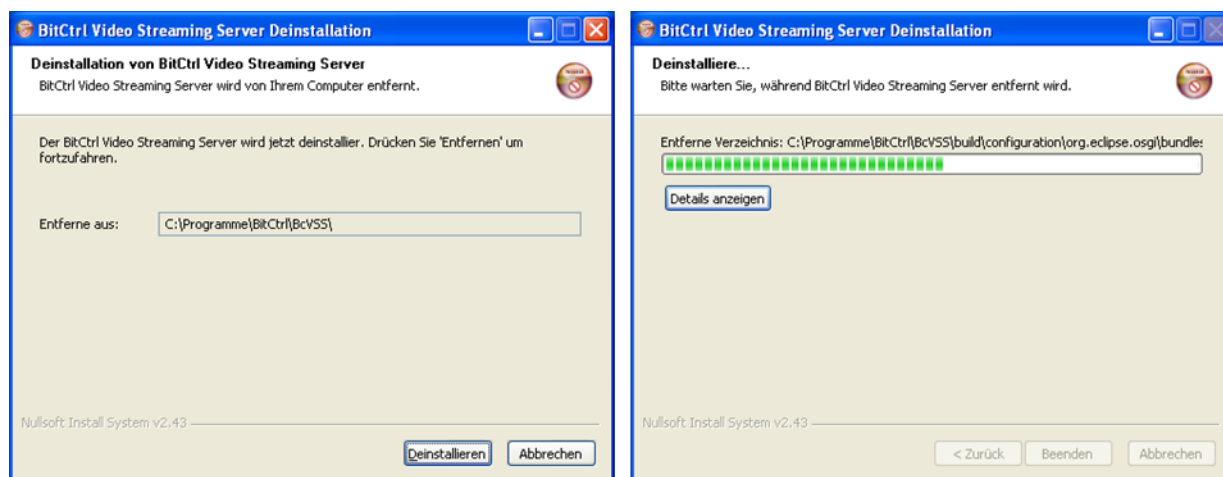 BitCtrl Video Streaming Server Deinstallation
Deinstallation von BitCtrl Video Streaming Server
BitCtrl Video Streaming Server wird von Ihrem Computer entfernt.
Der BitCtrl Video Streaming Server wird jetzt deinstallier. Drücken Sie 'Entfernen' um
fortzufahren.
Entferne aus:
C:\Programme\BitCtrl\BcVSS\
Nullsoft Install System v2.43
Deinstallieren
Abbrechen
BitCtrl Video Streaming Server Deinstallation
Deinstalliere...
Bitte warten Sie, während BitCtrl Video Streaming Server entfernt wird.
Entferne Verzeichnis: C:\Programme\BitCtrl\BcVSS\build\configuration\org.eclipse.osgi\bundles
Details anzeigen
Nullsoft Install System v2.43
< Zurück
Beenden
Abbrechen